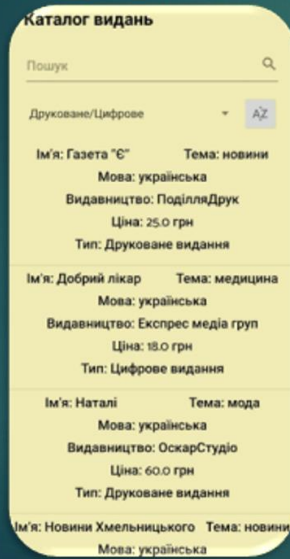 Каталог видань
Пошук
Друковане/Цифрове AZ
Ім'я: Газета "Є" Тема: новини
Мова: українська
Видавництво: ПоділляДрук
Ціна: 25.0 грн
Тип: Друковане видання
Ім'я: Добрий лікар Тема: медицина
Мова: українська
Видавництво: Експрес медіа груп
Ціна: 18.0 грн
Тип: Цифрове видання
Ім'я: Наталі Тема: мода
Мова: українська
Видавництво: ОскарСтудіо
Ціна: 60.0 грн
Тип: Друковане видання
Ім'я: Новини Хмельницького Тема: новини
Мова: українська